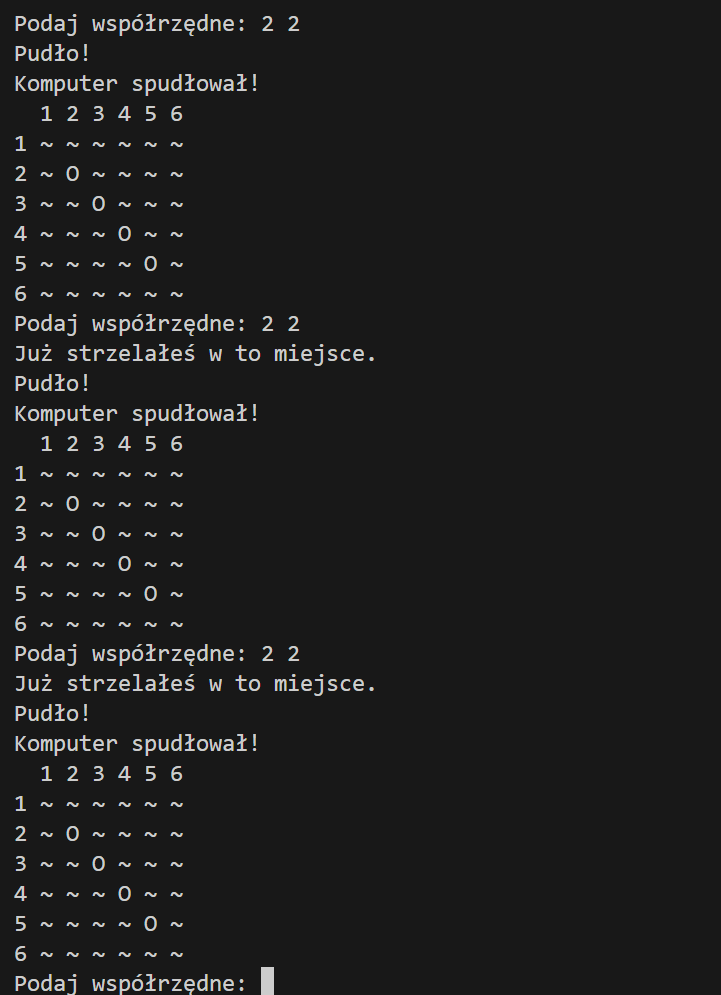 Podaj współrzędne: 2 2
Pudło!
Komputer spudłował!
  1 2 3 4 5 6
1 ~ ~ ~ ~ ~ ~
2 ~ O ~ ~ ~ ~
3 ~ ~ O ~ ~ ~
4 ~ ~ ~ O ~ ~
5 ~ ~ ~ ~ O ~
6 ~ ~ ~ ~ ~ ~
Podaj współrzędne: 2 2
Już strzelałeś w to miejsce.
Pudło!
Komputer spudłował!
  1 2 3 4 5 6
1 ~ ~ ~ ~ ~ ~
2 ~ O ~ ~ ~ ~
3 ~ ~ O ~ ~ ~
4 ~ ~ ~ O ~ ~
5 ~ ~ ~ ~ O ~
6 ~ ~ ~ ~ ~ ~
Podaj współrzędne: 2 2
Już strzelałeś w to miejsce.
Pudło!
Komputer spudłował!
  1 2 3 4 5 6
1 ~ ~ ~ ~ ~ ~
2 ~ O ~ ~ ~ ~
3 ~ ~ O ~ ~ ~
4 ~ ~ ~ O ~ ~
5 ~ ~ ~ ~ O ~
6 ~ ~ ~ ~ ~ ~
Podaj współrzędne: